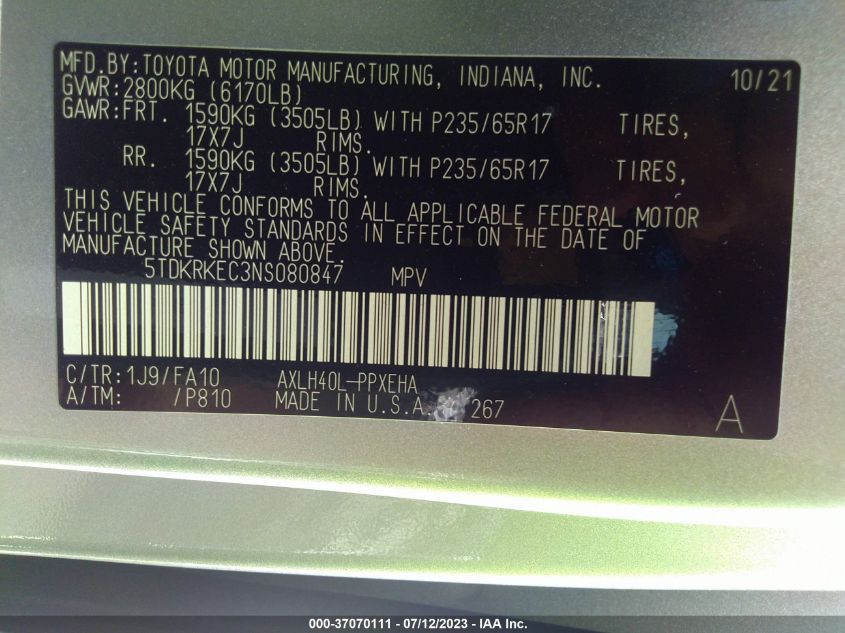 MFD.BY:TOYOTA MOTOR MANUFACTURING, INDIANA, INC. 10/21
GVWR:2800KG (6170LB)
GAWR:FRT. 1590KG (3505LB) WITH P235/65R17 TIRES,
17X7J RIMS.
RR. 1590KG (3505LB) WITH P235/65R17 TIRES,
17X7J RIMS.
THIS VEHICLE CONFORMS TO ALL APPLICABLE FEDERAL MOTOR
VEHICLE SAFETY STANDARDS IN EFFECT ON THE DATE OF
MANUFACTURE SHOWN ABOVE.
5TDKRKEC3NS080847 MPV
C/TR:1J9/FA10 AXLH40L-PPXEHA
A/TM: /P810 MADE IN U.S.A. 267
A
000-37070111 - 07/12/2023 - IAA Inc.